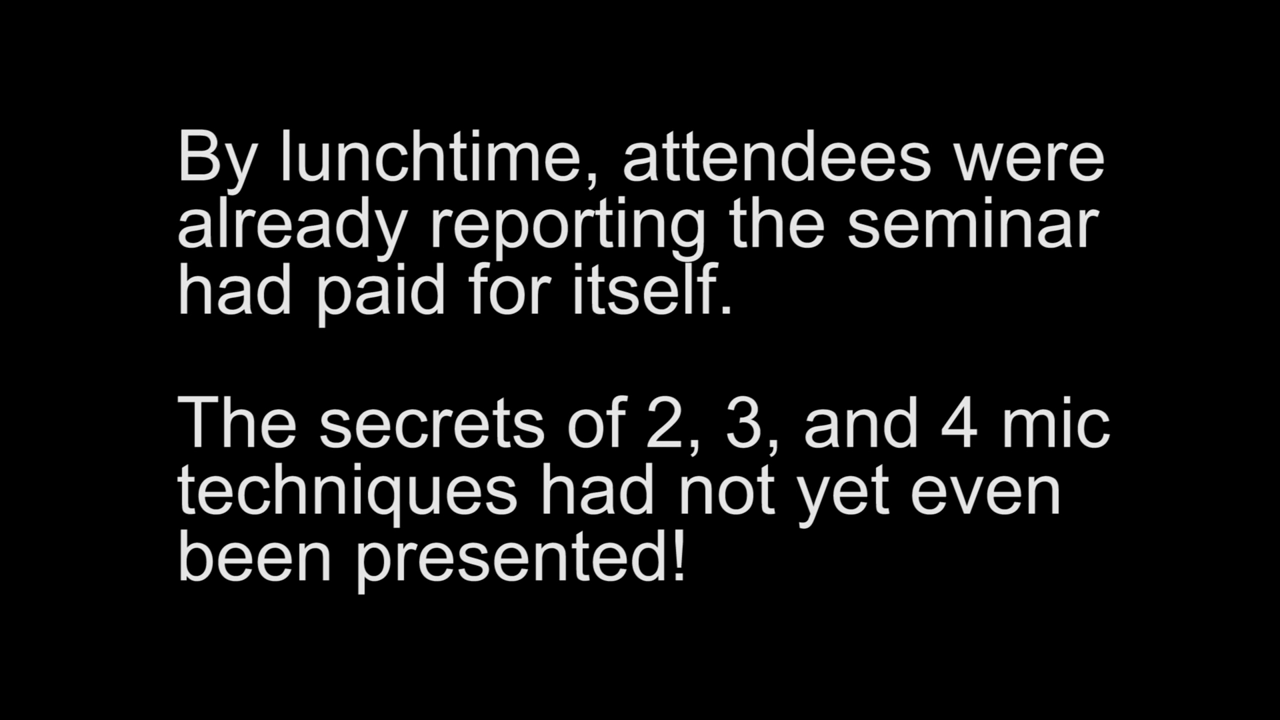 By lunchtime, attendees were
already reporting the seminar
had paid for itself.
The secrets of 2, 3, and 4 mic
techniques had not yet even
been presented!